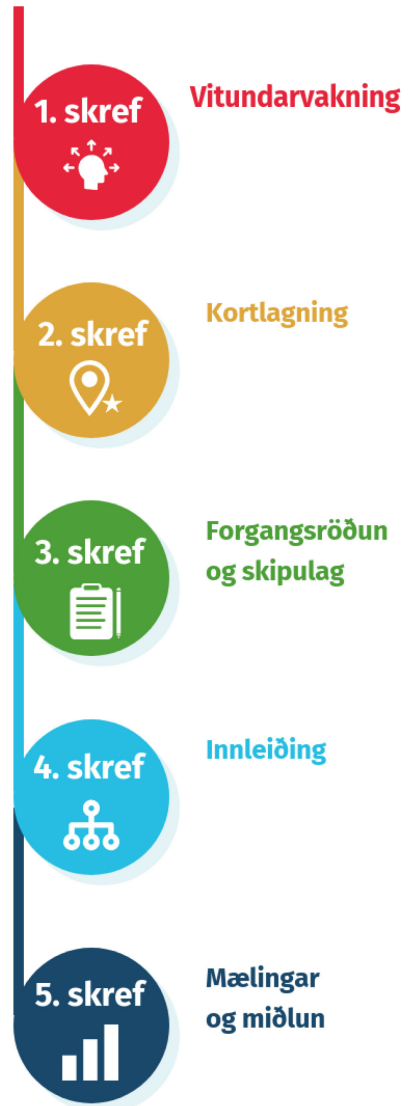 1. skref
Vitundarvakning
2. skref
Kortlagning
3. skref
Forgangsröðun
og skipulag
4. skref
Innleiðing
5. skref
Mælingar
og miðlun